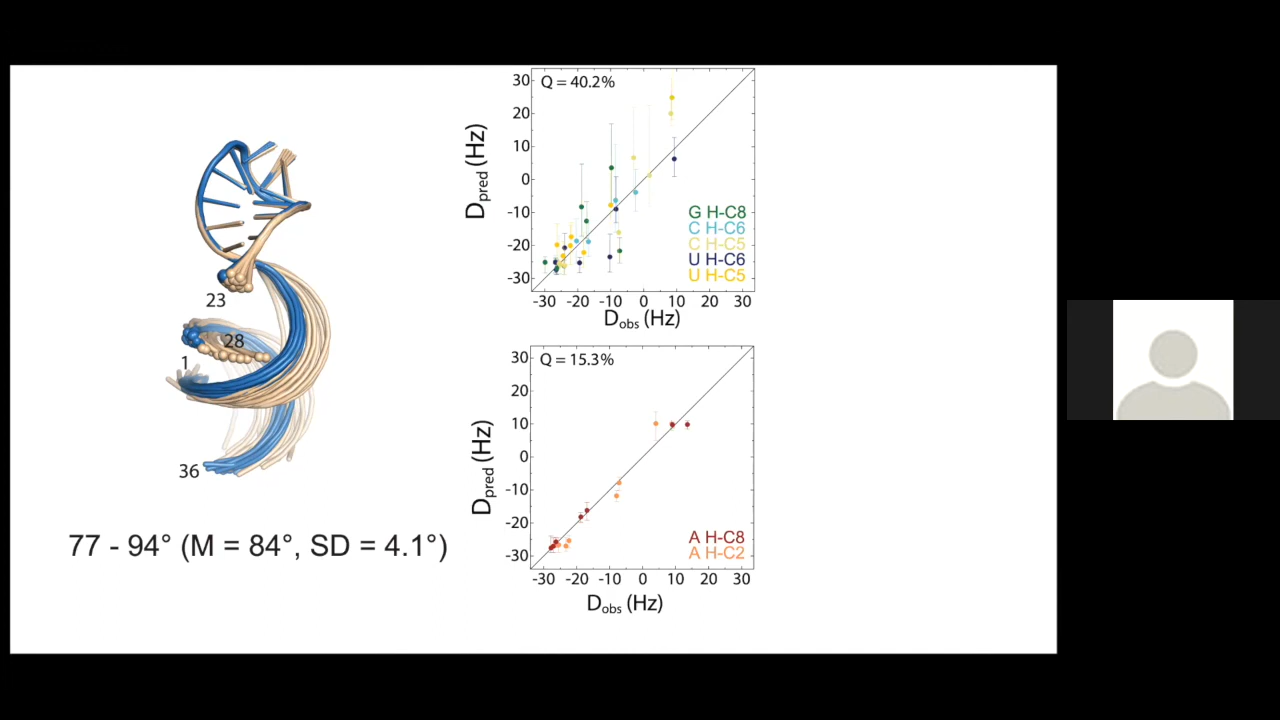 23
28
1
36
77 - 94° (M = 84°, SD = 4.1°)
Q = 40.2%
30
20
10
0
-10
-20
-30
Dpred (Hz)
G H-C8
C H-C6
C H-C5
U H-C6
U H-C5
-30 -20 -10 0 10 20 30
Dobs (Hz)
Q = 15.3%
30
20
10
0
-10
-20
-30
Dpred (Hz)
A H-C8
A H-C2
-30 -20 -10 0 10 20 30
Dobs (Hz)